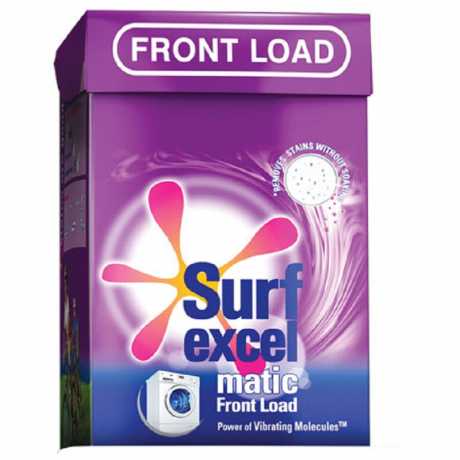 FRONT LOAD
*REMOVES STAINS WITHOUT SOAKING
Surf
excel
matic
Front Load
Power of Vibrating Molecules™